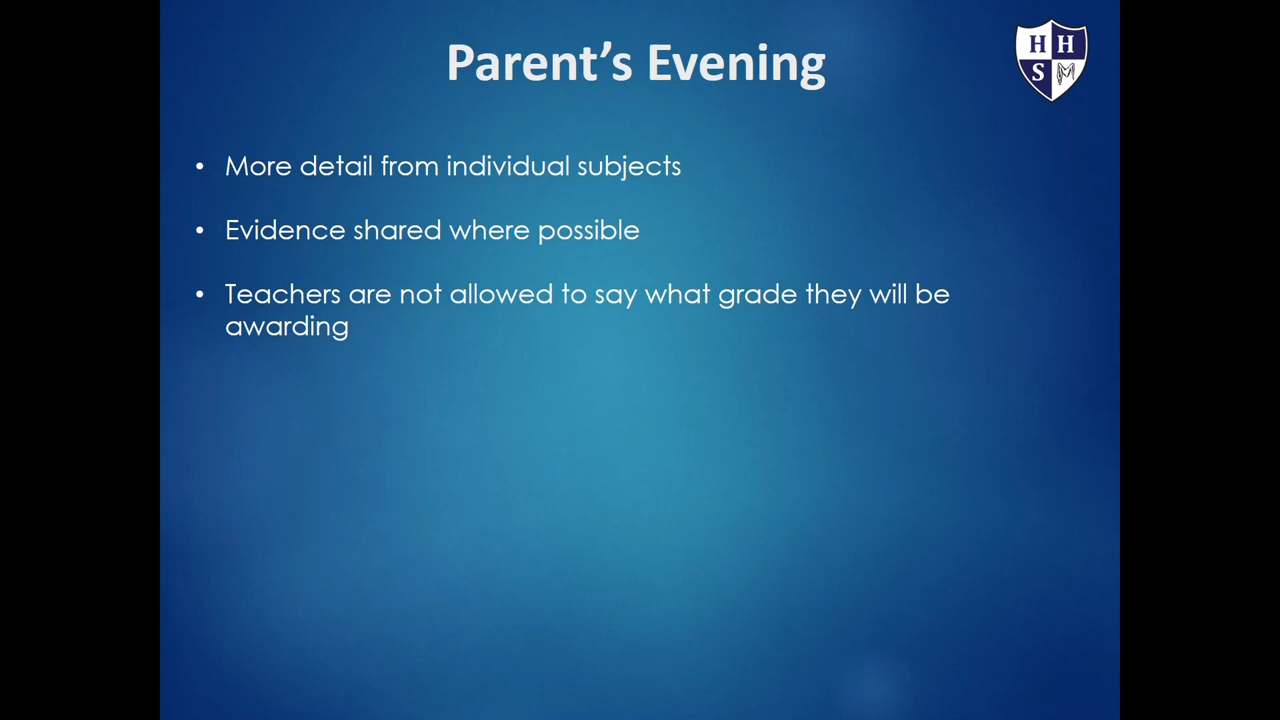 Parent’s Evening
H H
S M
• More detail from individual subjects
• Evidence shared where possible
• Teachers are not allowed to say what grade they will be
awarding